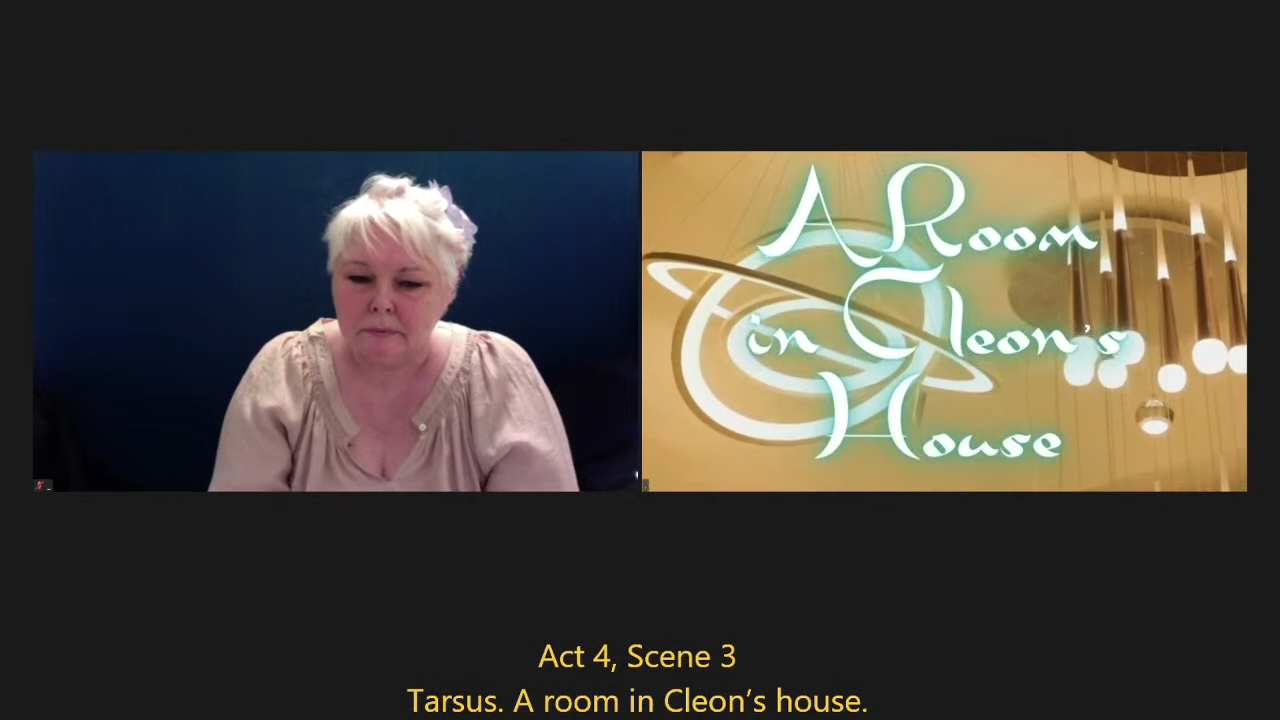 A Room
in Cleon's
House
Act 4, Scene 3
Tarsus. A room in Cleon’s house.